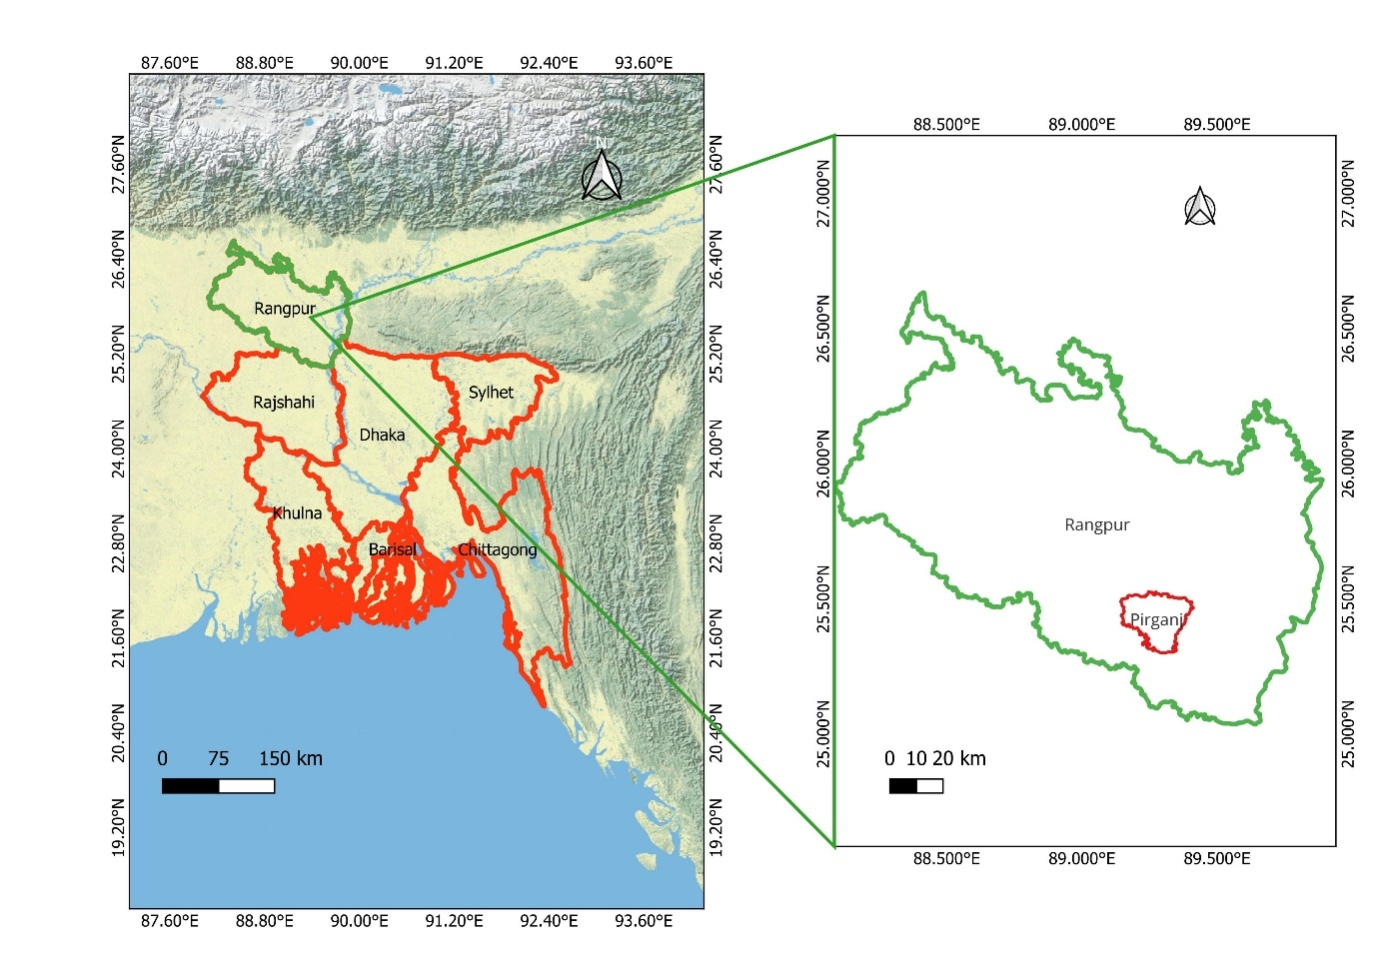 87.60°E 88.80°E 90.00°E 91.20°E 92.40°E 93.60°E
27.60°N 26.40°N 25.20°N 24.00°N 22.80°N 21.60°N 20.40°N 19.20°N
N
Rangpur
Rajshahi
Sylhet
Dhaka
Khulna
Barisal
Chittagong
0 75 150 km
27.60°N 26.40°N 25.20°N 24.00°N 22.80°N 21.60°N 20.40°N 19.20°N
87.60°E 88.80°E 90.00°E 91.20°E 92.40°E 93.60°E
88.500°E 89.000°E 89.500°E
27.000°N 26.500°N 26.000°N 25.500°N 25.000°N
Rangpur
Pirganj
0 10 20 km
27.000°N 26.500°N 26.000°N 25.500°N 25.000°N
88.500°E 89.000°E 89.500°E